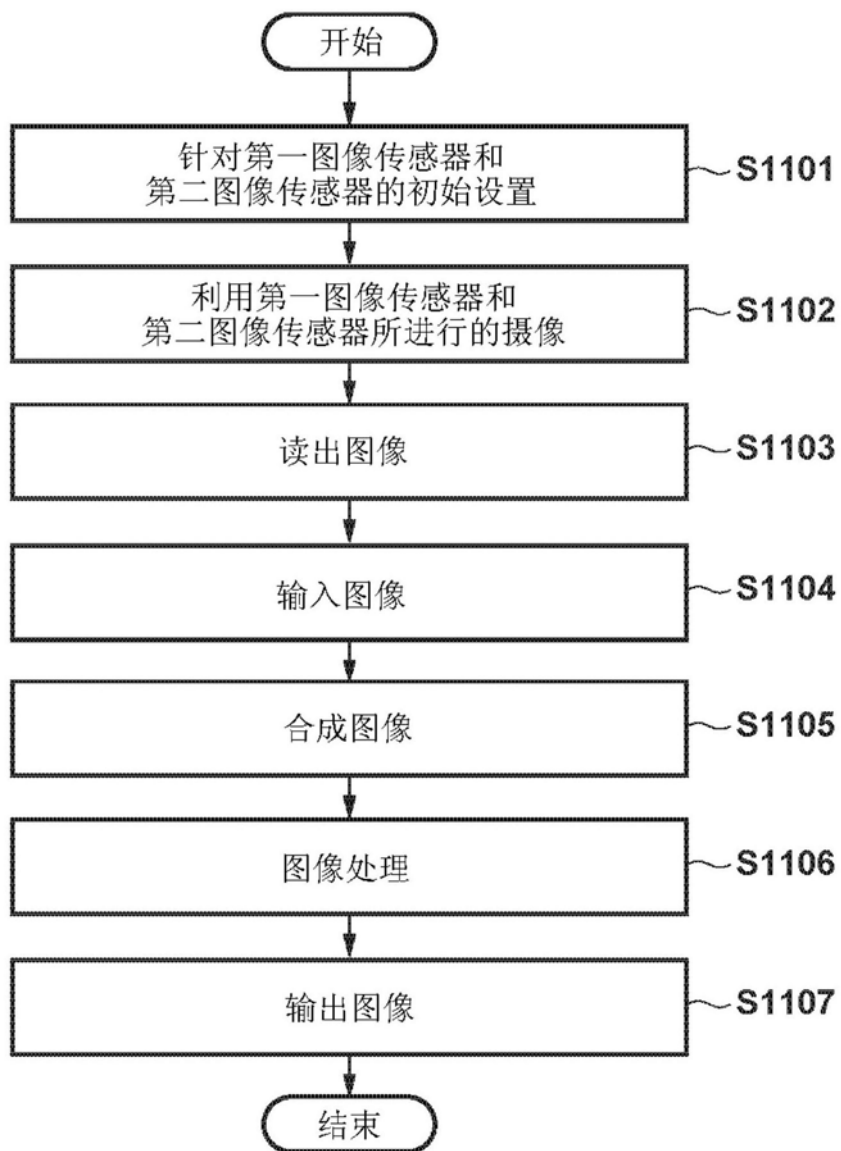 开始
针对第一图像传感器和
第二图像传感器的初始设置
S1101
利用第一图像传感器和
第二图像传感器所进行的摄像
S1102
读出图像
S1103
输入图像
S1104
合成图像
S1105
图像处理
S1106
输出图像
S1107
结束